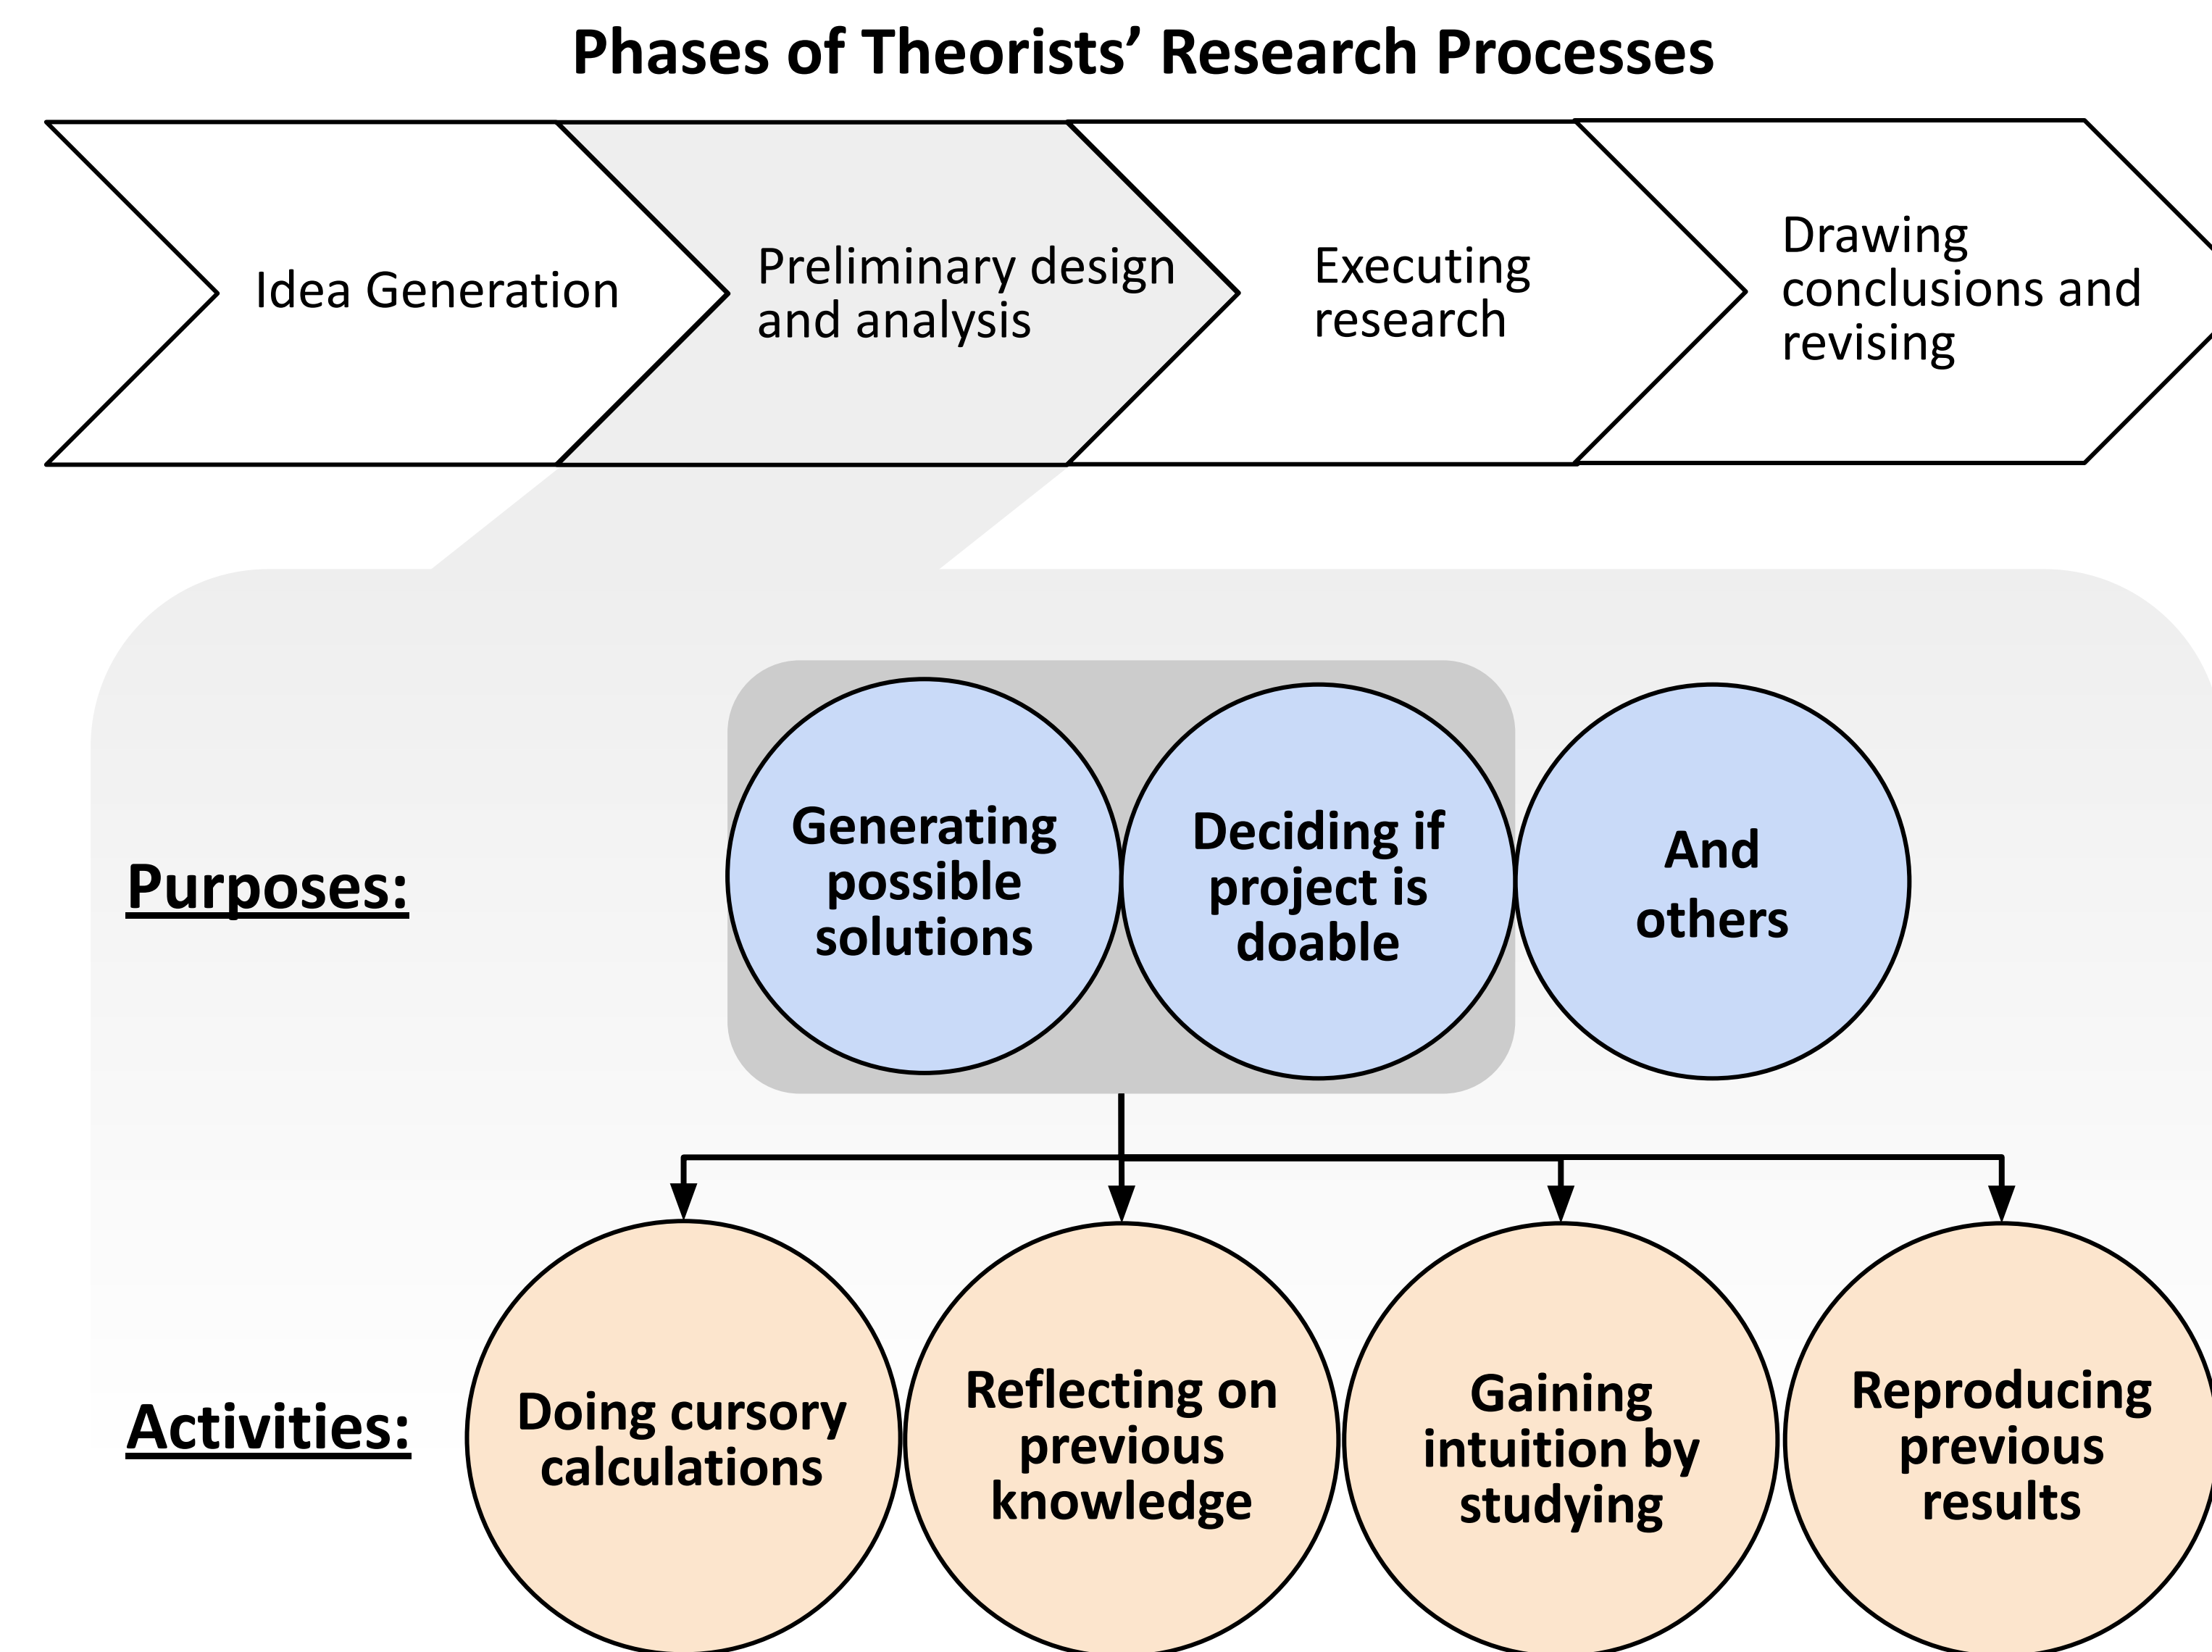 Phases of Theorists’ Research Processes
Idea Generation
Preliminary design
and analysis
Executing
research
Drawing
conclusions and
revising
Purposes:
Generating
possible
solutions
Deciding if
project is
doable
And
others
Activities:
Doing cursory
calculations
Reflecting on
previous
knowledge
Gaining
intuition by
studying
Reproducing
previous
results